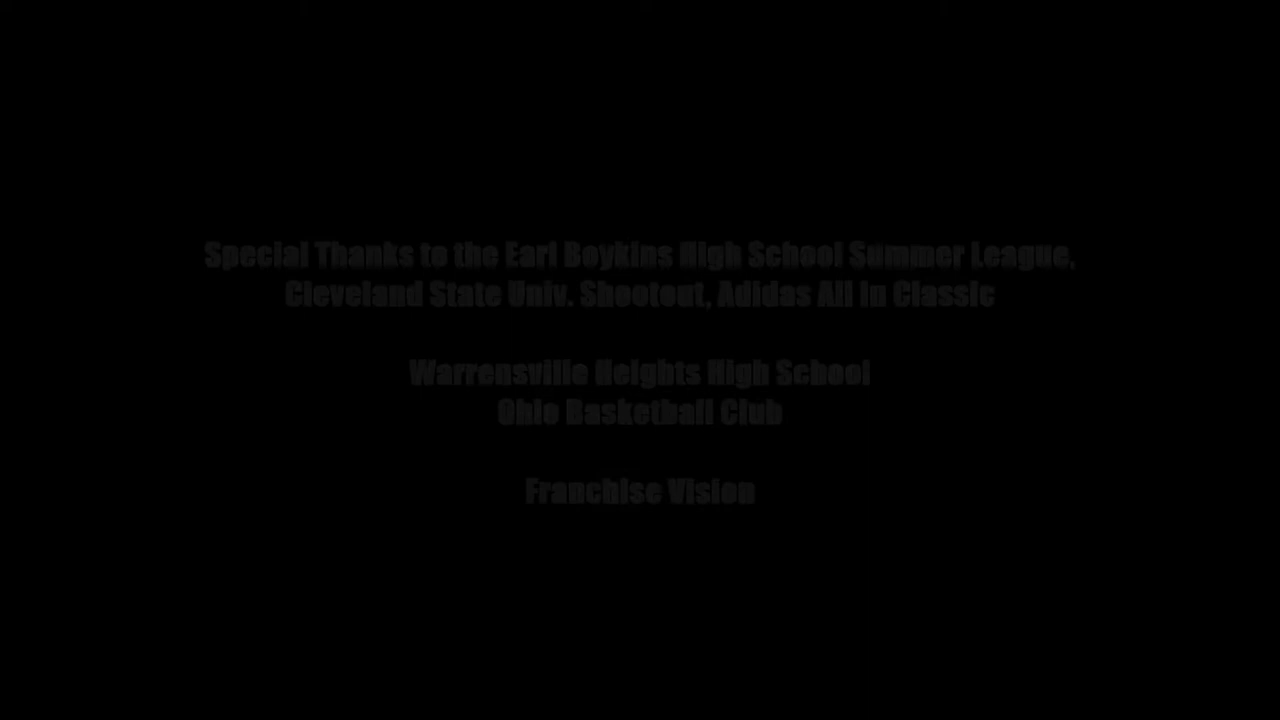 Special Thanks to the Earl Boykins High School Summer League,
Cleveland State Univ. Shootout, Adidas All in Classic
Warrensville Heights High School
Ohio Basketball Club
Franchise Vision